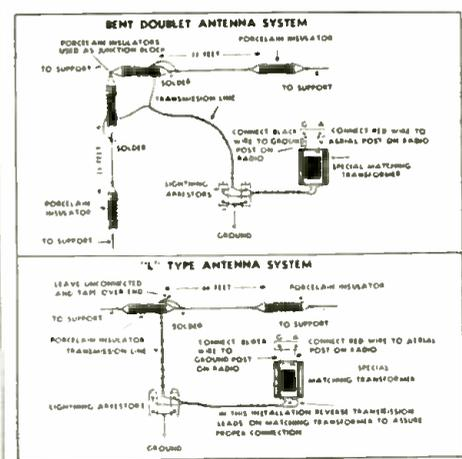 BENT DOUBLET ANTENNA SYSTEM
PORCELAIN INSULATORS
USED AS JUNCTION BLOCK
FEET
PORCELAIN INSULATOR
TO SUPPORT
SOLDER
TO SUPPORT
TRANSMISSION LINE
CONNECT BLACK
WIRE TO GROUND
POST ON
RADIO
G A
CONNECT RED WIRE TO
AERIAL POST ON RADIO
SOLDER
FEET
SPECIAL MATCHING
TRANSFORMER
LIGHTNING
ARRESTORS
PORCELAIN
INSULATOR
TO SUPPORT
GROUND
"L" TYPE ANTENNA SYSTEM
LEAVE UNCONNECTED
AND TAPE OVER END
FEET
PORCELAIN INSULATOR
TO SUPPORT
SOLDER
TO SUPPORT
PORCELAIN INSULATOR
TRANSMISSION LINE
CONNECT BLACK
WIRE TO
GROUND POST
ON RADIO
G A
CONNECT RED WIRE TO AERIAL
POST ON RADIO
SPECIAL
MATCHING TRANSFORMER
LIGHTNING ARRESTORS
IN THIS INSTALLATION REVERSE TRANSMISSION
LEADS ON MATCHING TRANSFORMER TO ASSURE
PROPER CONNECTION
GROUND